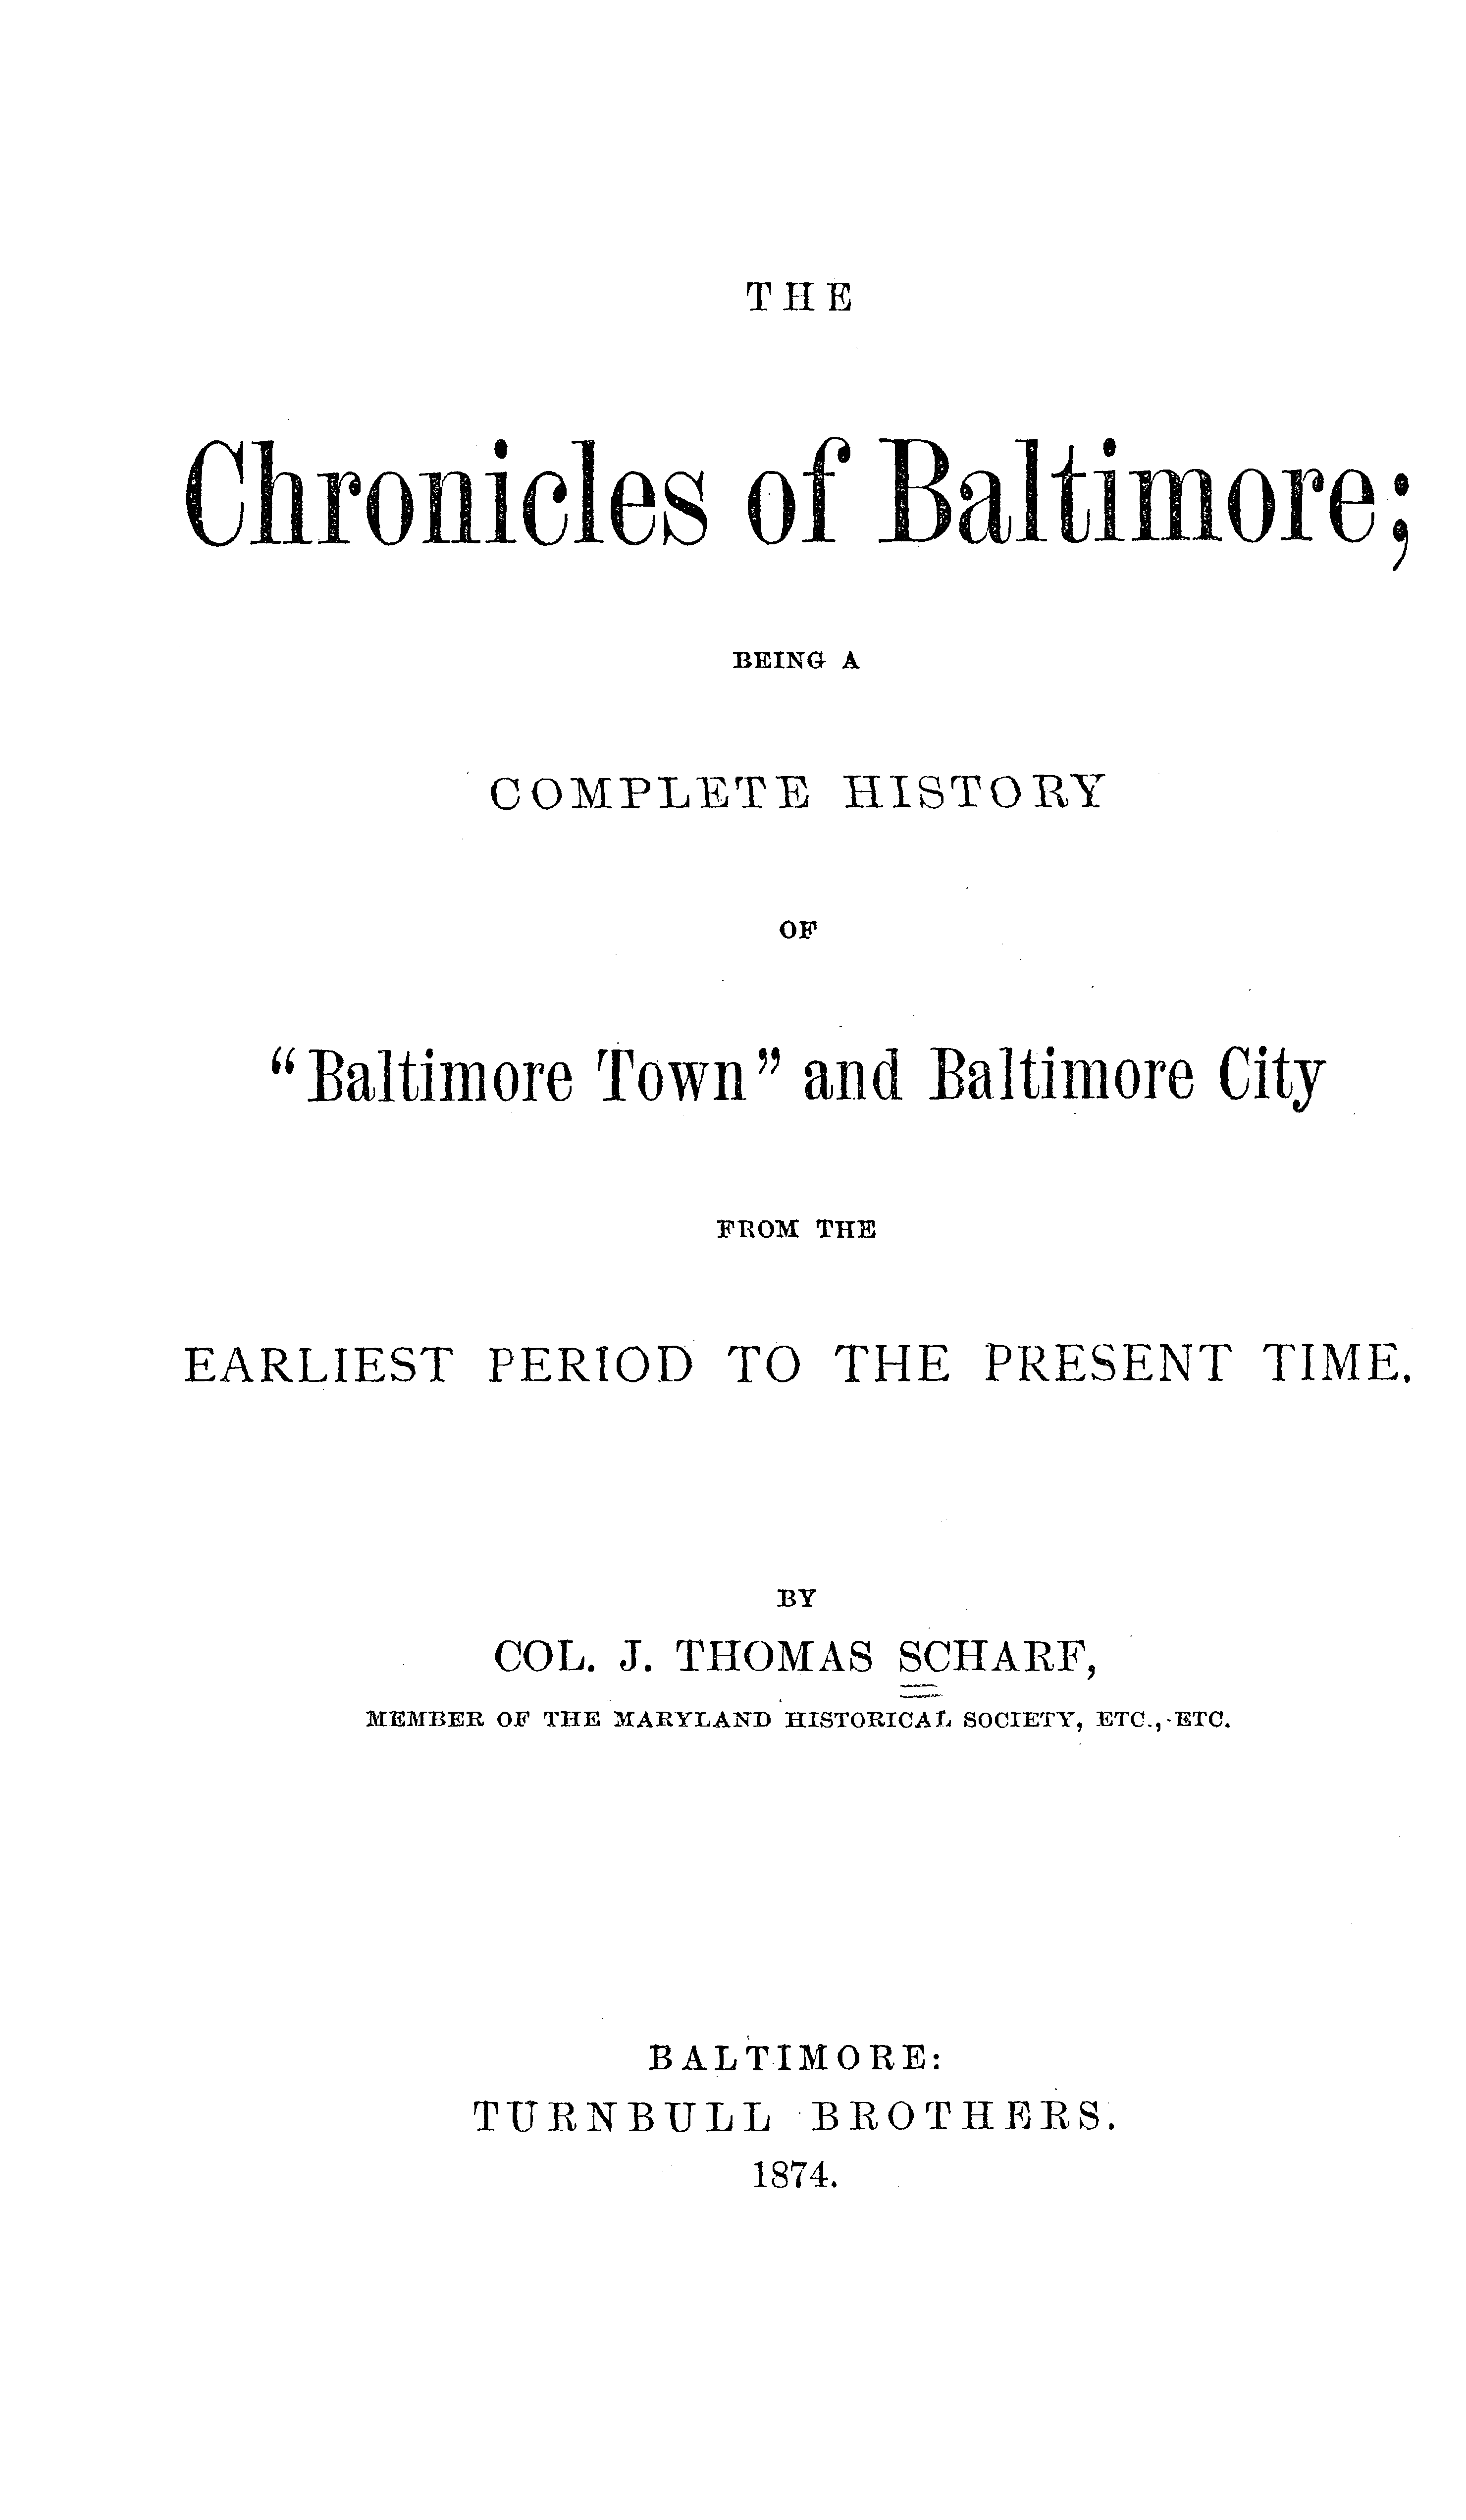 THE
Chronicles of Baltimore;
BEING A
COMPLETE HISTORY
OF
“Baltimore Town” and Baltimore City
FROM THE
EARLIEST PERIOD TO THE PRESENT TIME.
BY
COL. J. THOMAS SCHARF,
MEMBER OF THE MARYLAND HISTORICAL SOCIETY, ETC., ETC.
BALTIMORE:
TURNBULL BROTHERS.
1874.